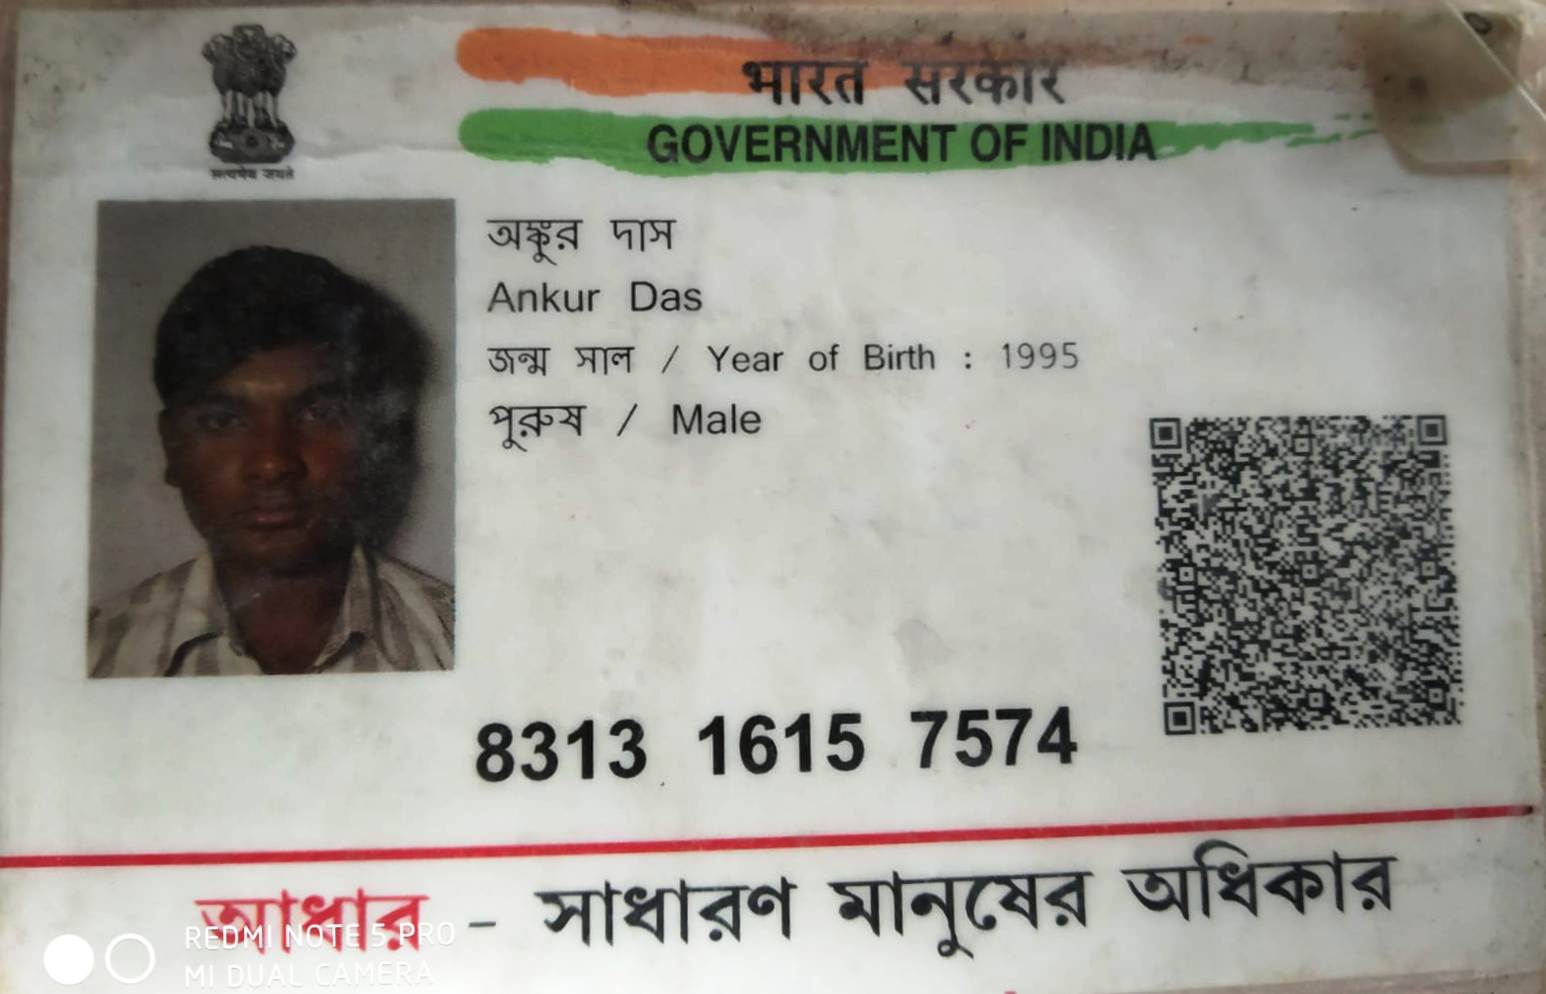 भारत सरकार
GOVERNMENT OF INDIA
सत्यमेव जयते
অঙ্কুর দাস
Ankur Das
জন্ম সাল / Year of Birth : 1995
পুরুষ / Male
8313 1615 7574
আধার - সাধারণ মানুষের অধিকার
REDMI NOTE 5 PRO
MI DUAL CAMERA